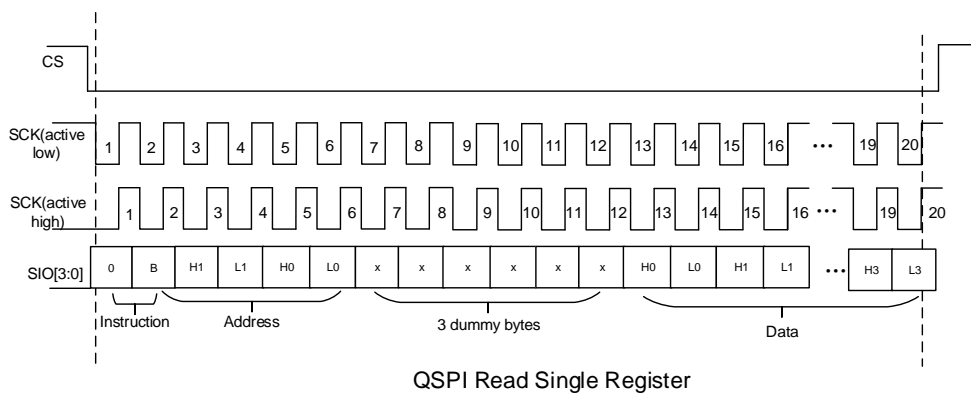 CS
SCK(active low)
1 2 3 4 5 6 7 8 9 10 11 12 13 14 15 16 ••• 19 20
SCK(active high)
1 2 3 4 5 6 7 8 9 10 11 12 13 14 15 16 ••• 19 20
SIO[3:0] 0 B H1 L1 H0 L0 x x x x x x H0 L0 H1 L1 ••• H3 L3
Instruction Address 3 dummy bytes Data
QSPI Read Single Register